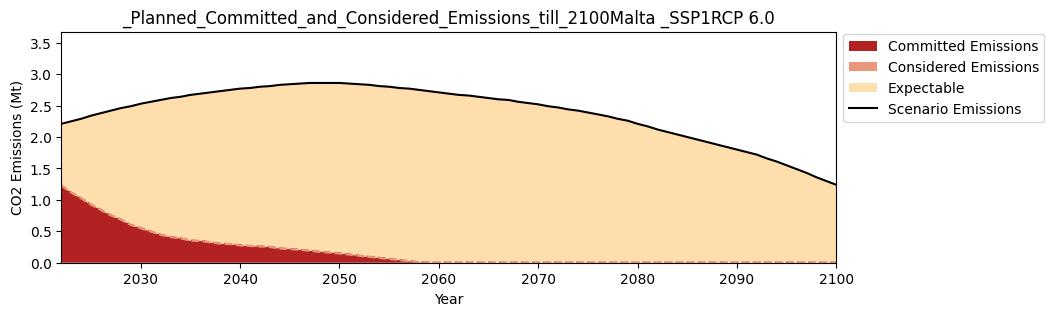 _Planned_Committed_and_Considered_Emissions_till_2100Malta _SSP1RCP 6.0
CO2 Emissions (Mt)
3.5
3.0
2.5
2.0
1.5
1.0
0.5
0.0
2030 2040 2050 2060 2070 2080 2090 2100
Year
Committed Emissions
Considered Emissions
Expectable
Scenario Emissions